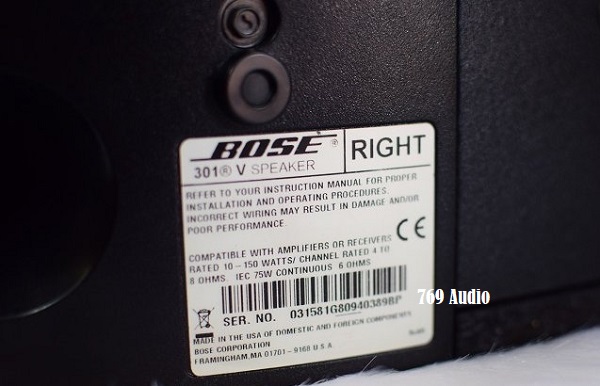 BOSE®
RIGHT
301® V SPEAKER
REFER TO YOUR INSTRUCTION MANUAL FOR PROPER
INSTALLATION AND OPERATING PROCEDURES.
INCORRECT WIRING MAY RESULT IN DAMAGE AND/OR
POOR PERFORMANCE.
CE
COMPATIBLE WITH AMPLIFIERS OR RECEIVERS
RATED 10 - 150 WATTS/ CHANNEL RATED 4 TO
8 OHMS. IEC 75W CONTINUOUS 6 OHMS
769 Audio
SER. NO. 031581G80940389BP
MADE IN THE USA OF DOMESTIC AND FOREIGN COMPONENTS
BOSE CORPORATION
FRAMINGHAM, MA 01701 - 9168 U S A